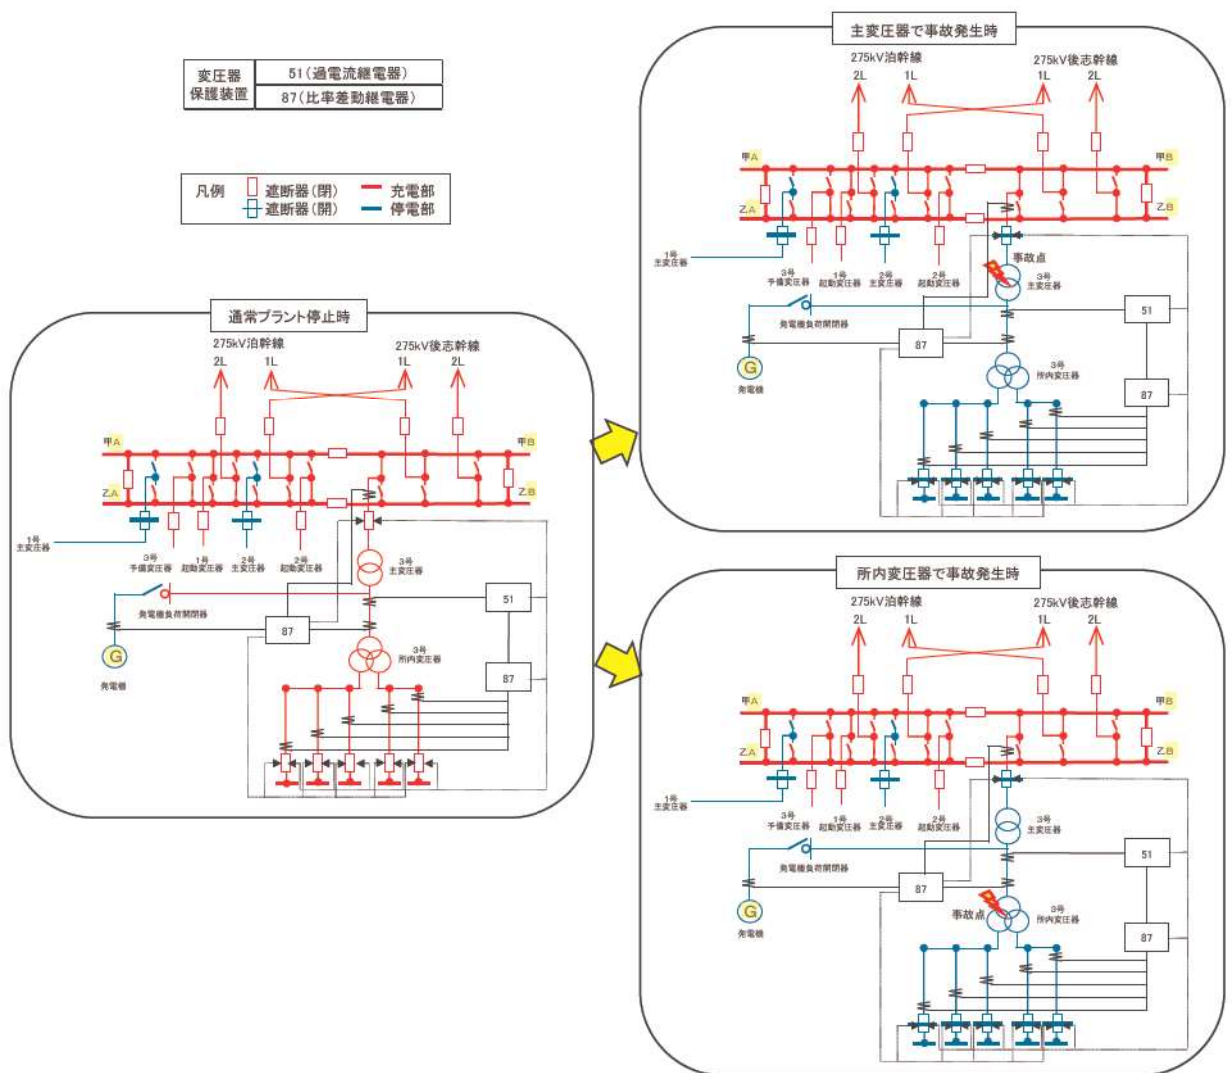 変圧器
保護装置
51(過電流継電器)
87(比率差動継電器)
凡例
遮断器(閉)
充電部
遮断器(開)
停電部
通常プラント停止時
275kV泊幹線
275kV後志幹線
2L
1L
1L
2L
甲A
甲B
乙A
乙B
1号
主変圧器
3号
予備変圧器
1号
起動変圧器
2号
主変圧器
2号
起動変圧器
3号
主変圧器
発電機負荷開閉器
51
87
G
発電機
3号
所内変圧器
87
主変圧器で事故発生時
275kV泊幹線
275kV後志幹線
2L
1L
1L
2L
甲A
甲B
乙A
乙B
1号
主変圧器
3号
予備変圧器
1号
起動変圧器
2号
主変圧器
2号
起動変圧器
事故点
3号
主変圧器
発電機負荷開閉器
51
87
G
発電機
3号
所内変圧器
87
所内変圧器で事故発生時
275kV泊幹線
275kV後志幹線
2L
1L
1L
2L
甲A
甲B
乙A
乙B
1号
主変圧器
3号
予備変圧器
1号
起動変圧器
2号
主変圧器
2号
起動変圧器
3号
主変圧器
発電機負荷開閉器
51
87
G
発電機
事故点
3号
所内変圧器
87